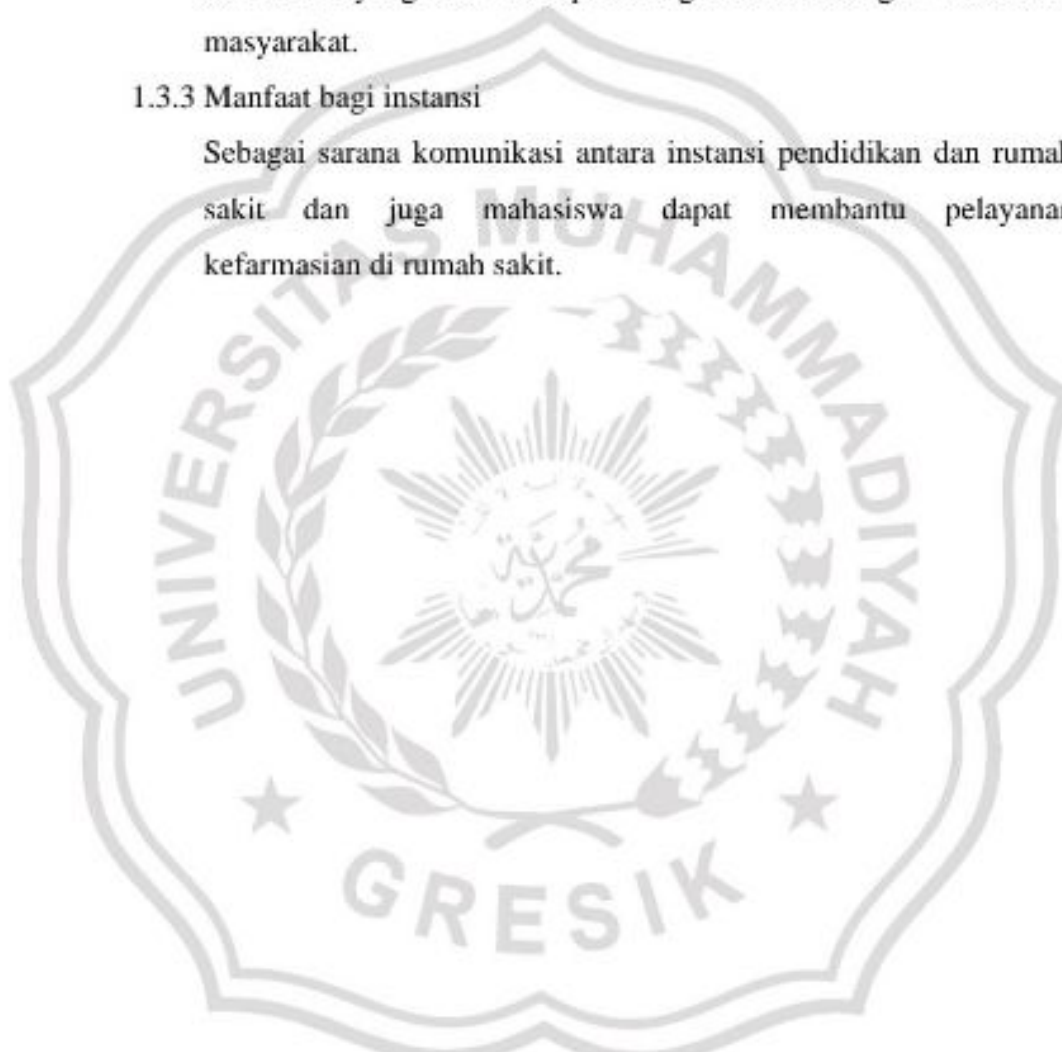 masyarakat.
1.3.3 Manfaat bagi instansi
Sebagai sarana komunikasi antara instansi pendidikan dan rumah
sakit dan juga mahasiswa dapat membantu pelayanan
kefarmasian di rumah sakit.
UNIVERSITAS MUHAMMADIYAH
GRESIK